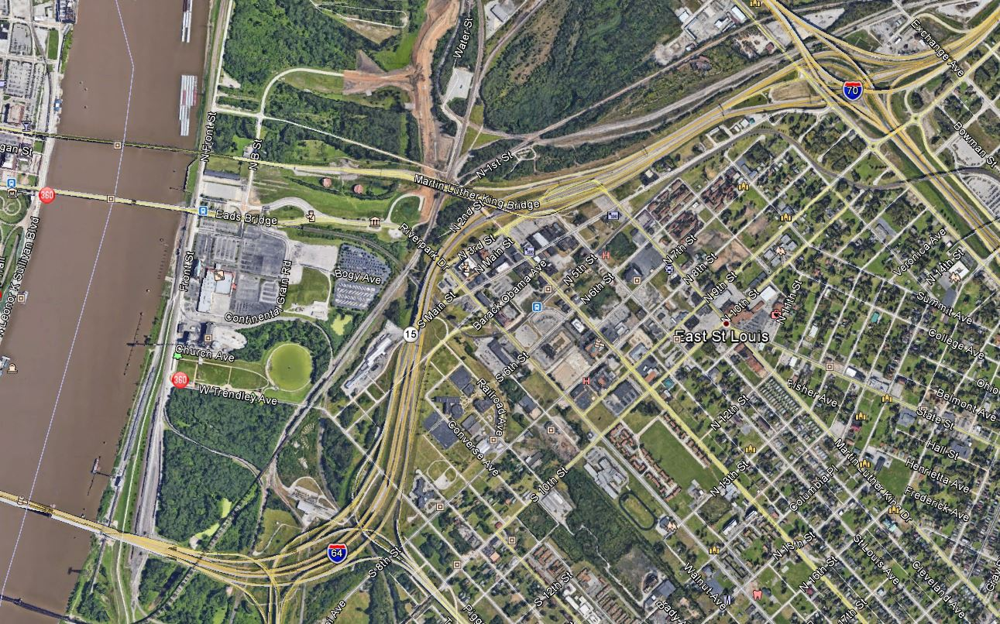 Exchange Ave
Water St
70
Bowman St
N Front St
gan St
N B St
N 1st St
360
Martin Luther King Bridge
Eads Bridge
N 2nd St
Riverpark Dr
N 3rd St
N Main St
N 7th St
Veronica Ave
N 14th St
N 8th St
N 5th St
Front St
Leonor K Sullivan Blvd
Bogy Ave
N 6th St
N 9th St
Summit Ave
Barack Obama Ave
S Main St
N 10th St
N 11th St
Continental Grain Rd
15
East St Louis
College Ave
Church Ave
S 6th St
360
Ohio
W Trendley Ave
Railroad Ave
Fisher Ave
Belmont Ave
State St
N 12th St
Converse Ave
Hall St
Henrietta Ave
Martin Luther King Dr
N 13th St
S 10th St
Columbia Pl
Frederick Ave
64
S 8th St
N 15th St
St Louis Ave
N 16th St
Cleveland Ave
Walnut Ave
S 12th St
17th St
Pigg